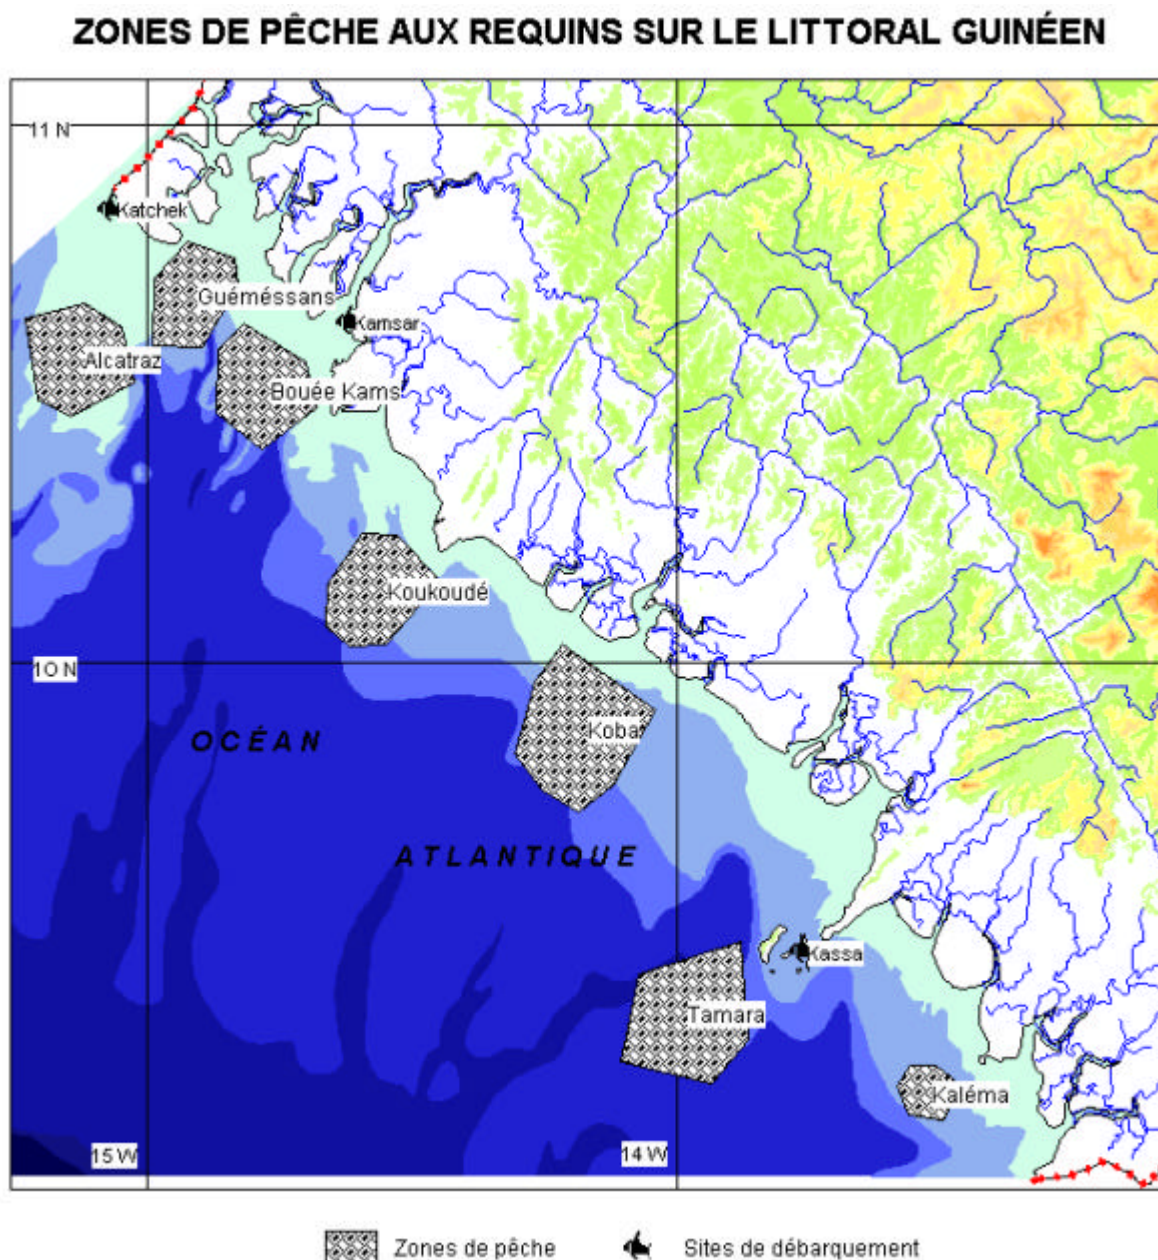 ZONES DE PÊCHE AUX REQUINS SUR LE LITTORAL GUINÉEN
11 N
Katchek
Guéméssans
Kamsar
Alcatraz
Bouée Kams
Koukoudé
10 N
Koba
OCÉAN
ATLANTIQUE
Kassa
Tamara
Kaléma
15 W
14 W
Zones de pêche
Sites de débarquement